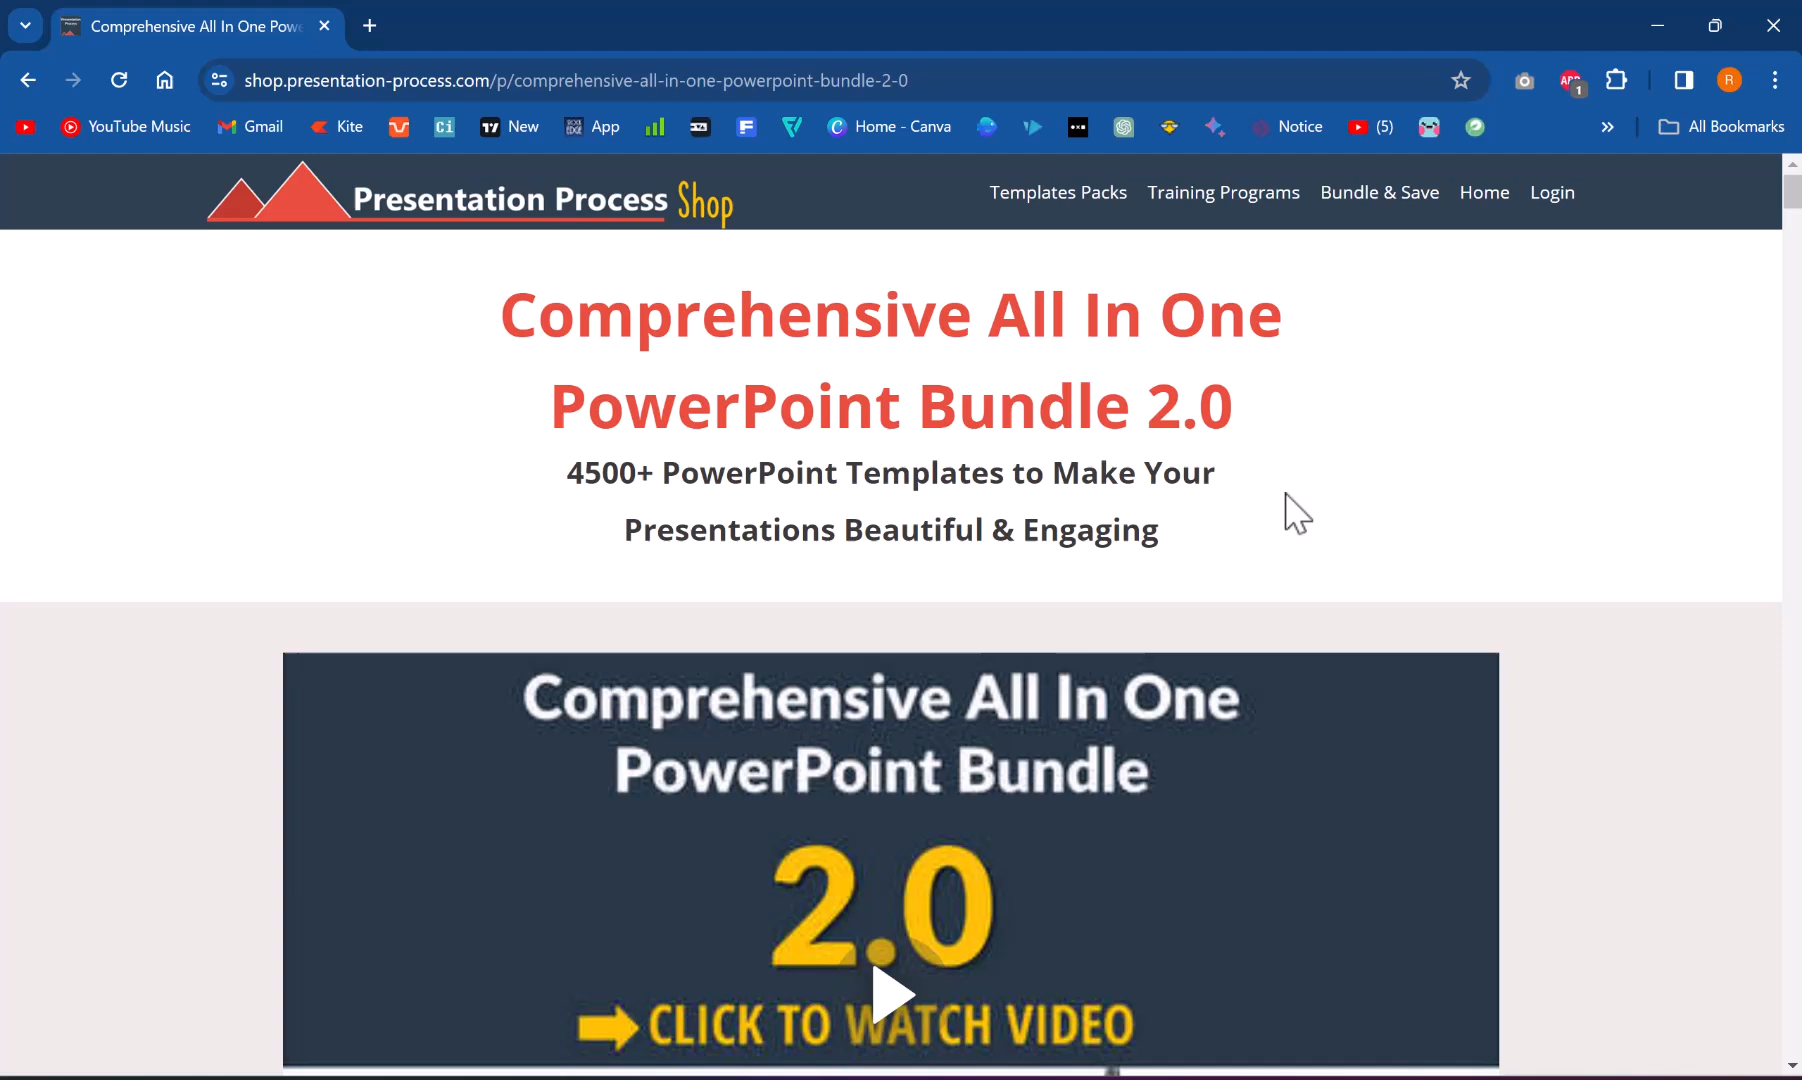 Comprehensive All In One Pow
shop.presentation-process.com/p/comprehensive-all-in-one-powerpoint-bundle-2-0
ABP
1
R
YouTube Music
Gmail
Kite
Ci
New
App
Home - Canva
Notice
(5)
All Bookmarks
Presentation Process Shop
Templates Packs
Training Programs
Bundle & Save
Home
Login
Comprehensive All In One
PowerPoint Bundle 2.0
4500+ PowerPoint Templates to Make Your
Presentations Beautiful & Engaging
Comprehensive All In One
PowerPoint Bundle
2.0
CLICK TO WATCH VIDEO